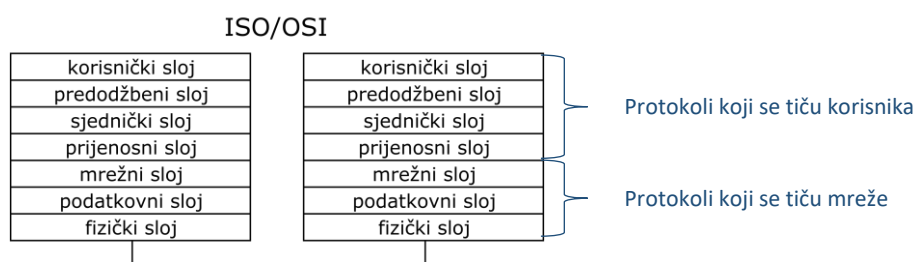 ISO/OSI
korisnički sloj
predodžbeni sloj
sjednički sloj
prijenosni sloj
mrežni sloj
podatkovni sloj
fizički sloj
korisnički sloj
predodžbeni sloj
sjednički sloj
prijenosni sloj
mrežni sloj
podatkovni sloj
fizički sloj
Protokoli koji se tiču korisnika
Protokoli koji se tiču mreže